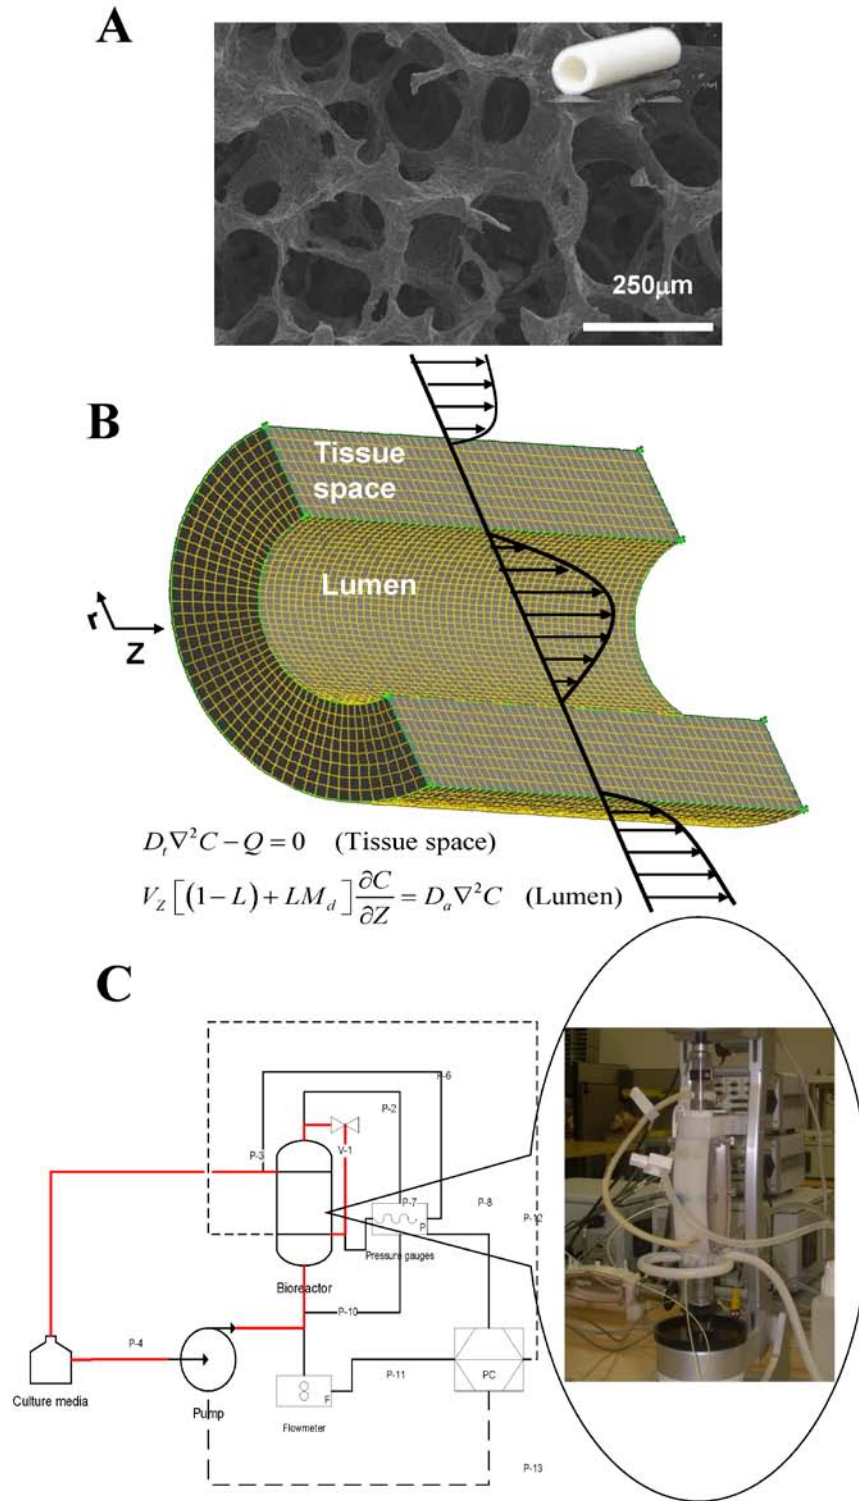 A
250μm
B
Tissue
space
Lumen
r
Z
D_t∇²C − Q = 0 (Tissue space)
V_Z[(1−L)+LM_d]∂C/∂Z = D_a∇²C (Lumen)
C
P-6
P-2
V-1
P-3
P-7
P-8
P-12
P
Pressure gauges
Bioreactor
P-10
P-4
P-11
PC
Culture media
Pump
F
Flowmeter
P-13